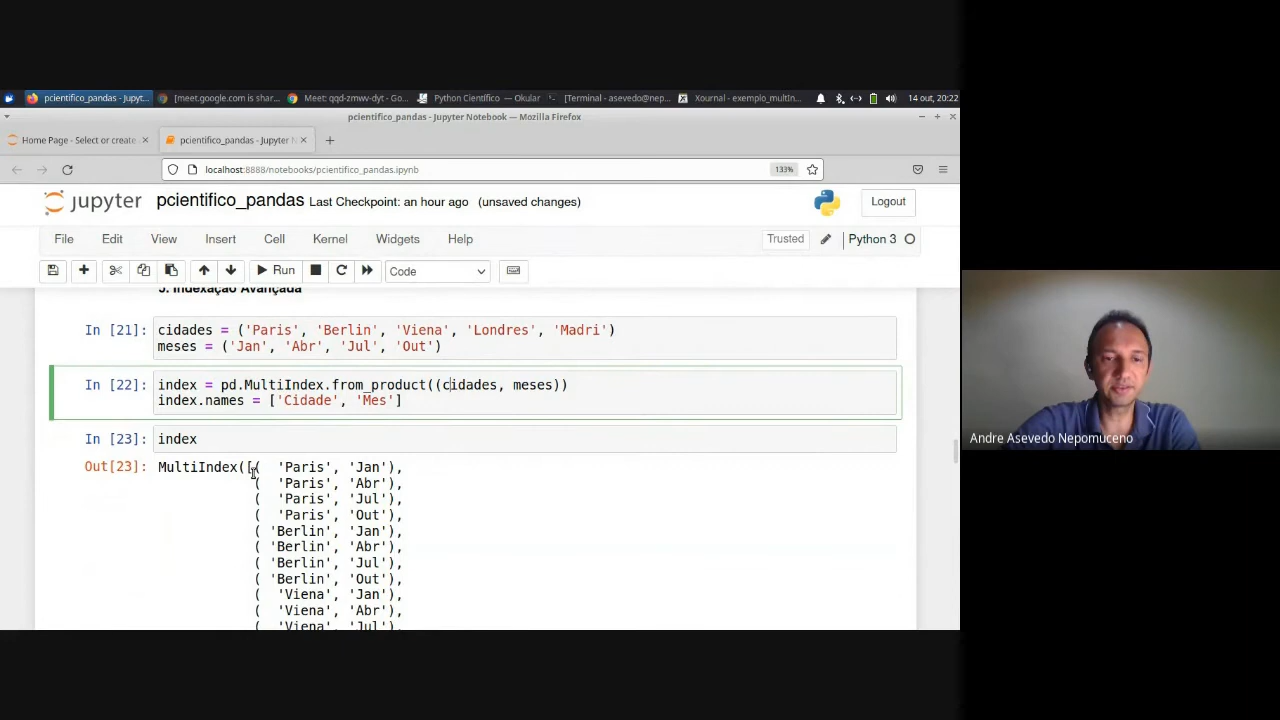 pcientifico_pandas - Jupyt...
[meet.google.com is shar...
Meet: qqd-zmww-dyt - Go...
Python Científico — Okular
[Terminal - asevedo@nep...
Xournal - exemplo_multIn...
14 out, 20:22
pcientifico_pandas - Jupyter Notebook — Mozilla Firefox
Home Page - Select or create
pcientifico_pandas - Jupyter N
localhost:8888/notebooks/pcientifico_pandas.ipynb
133%
jupyter pcientifico_pandas Last Checkpoint: an hour ago (unsaved changes)
Logout
File Edit View Insert Cell Kernel Widgets Help
Trusted
Python 3
Run
Code
5. Indexação Avançada
In [21]: cidades = ('Paris', 'Berlin', 'Viena', 'Londres', 'Madri')
meses = ('Jan', 'Abr', 'Jul', 'Out')
In [22]: index = pd.MultiIndex.from_product((cidades, meses))
index.names = ['Cidade', 'Mes']
In [23]: index
Out[23]: MultiIndex([(  'Paris', 'Jan'),
(  'Paris', 'Abr'),
(  'Paris', 'Jul'),
(  'Paris', 'Out'),
( 'Berlin', 'Jan'),
( 'Berlin', 'Abr'),
( 'Berlin', 'Jul'),
( 'Berlin', 'Out'),
(  'Viena', 'Jan'),
(  'Viena', 'Abr'),
(  'Viena', 'Jul'),
Andre Asevedo Nepomuceno